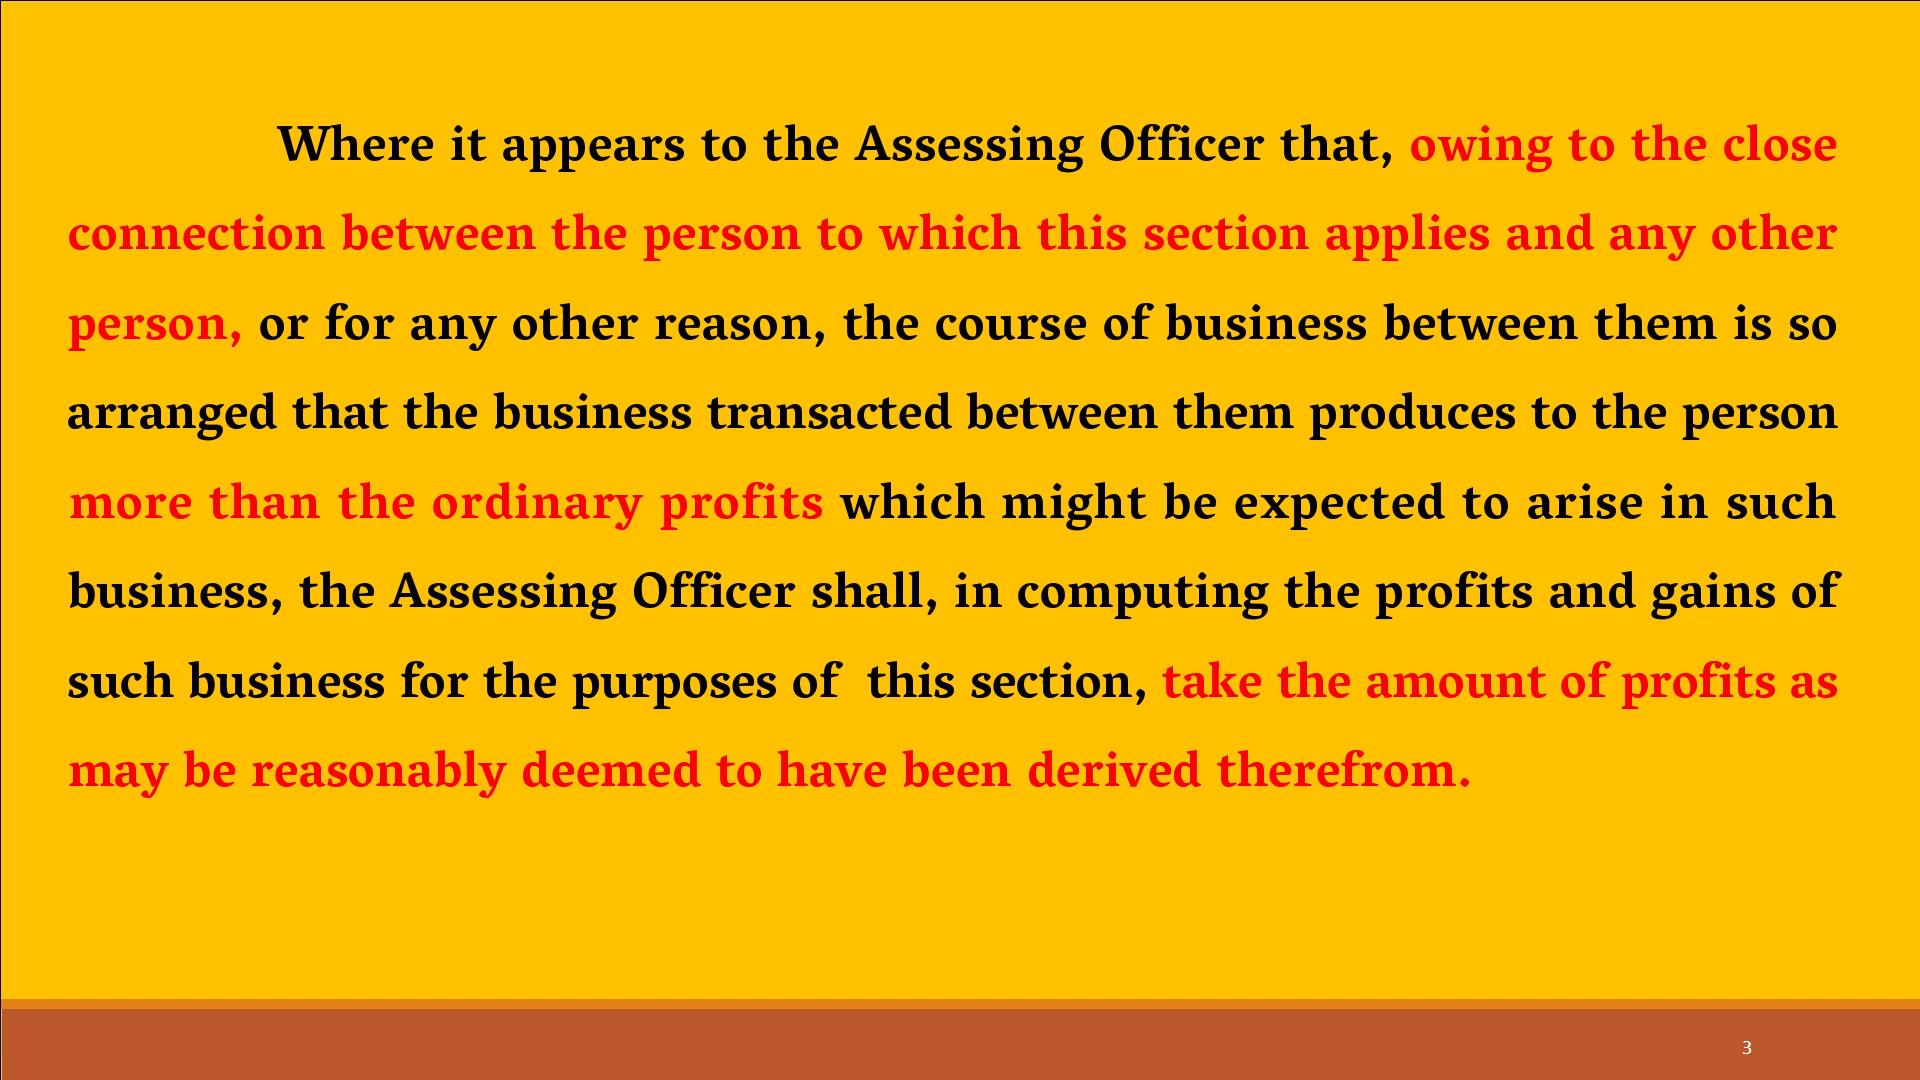 Where it appears to the Assessing Officer that, owing to the close
connection between the person to which this section applies and any other
person, or for any other reason, the course of business between them is so
arranged that the business transacted between them produces to the person
more than the ordinary profits which might be expected to arise in such
business, the Assessing Officer shall, in computing the profits and gains of
such business for the purposes of  this section, take the amount of profits as
may be reasonably deemed to have been derived therefrom.
3